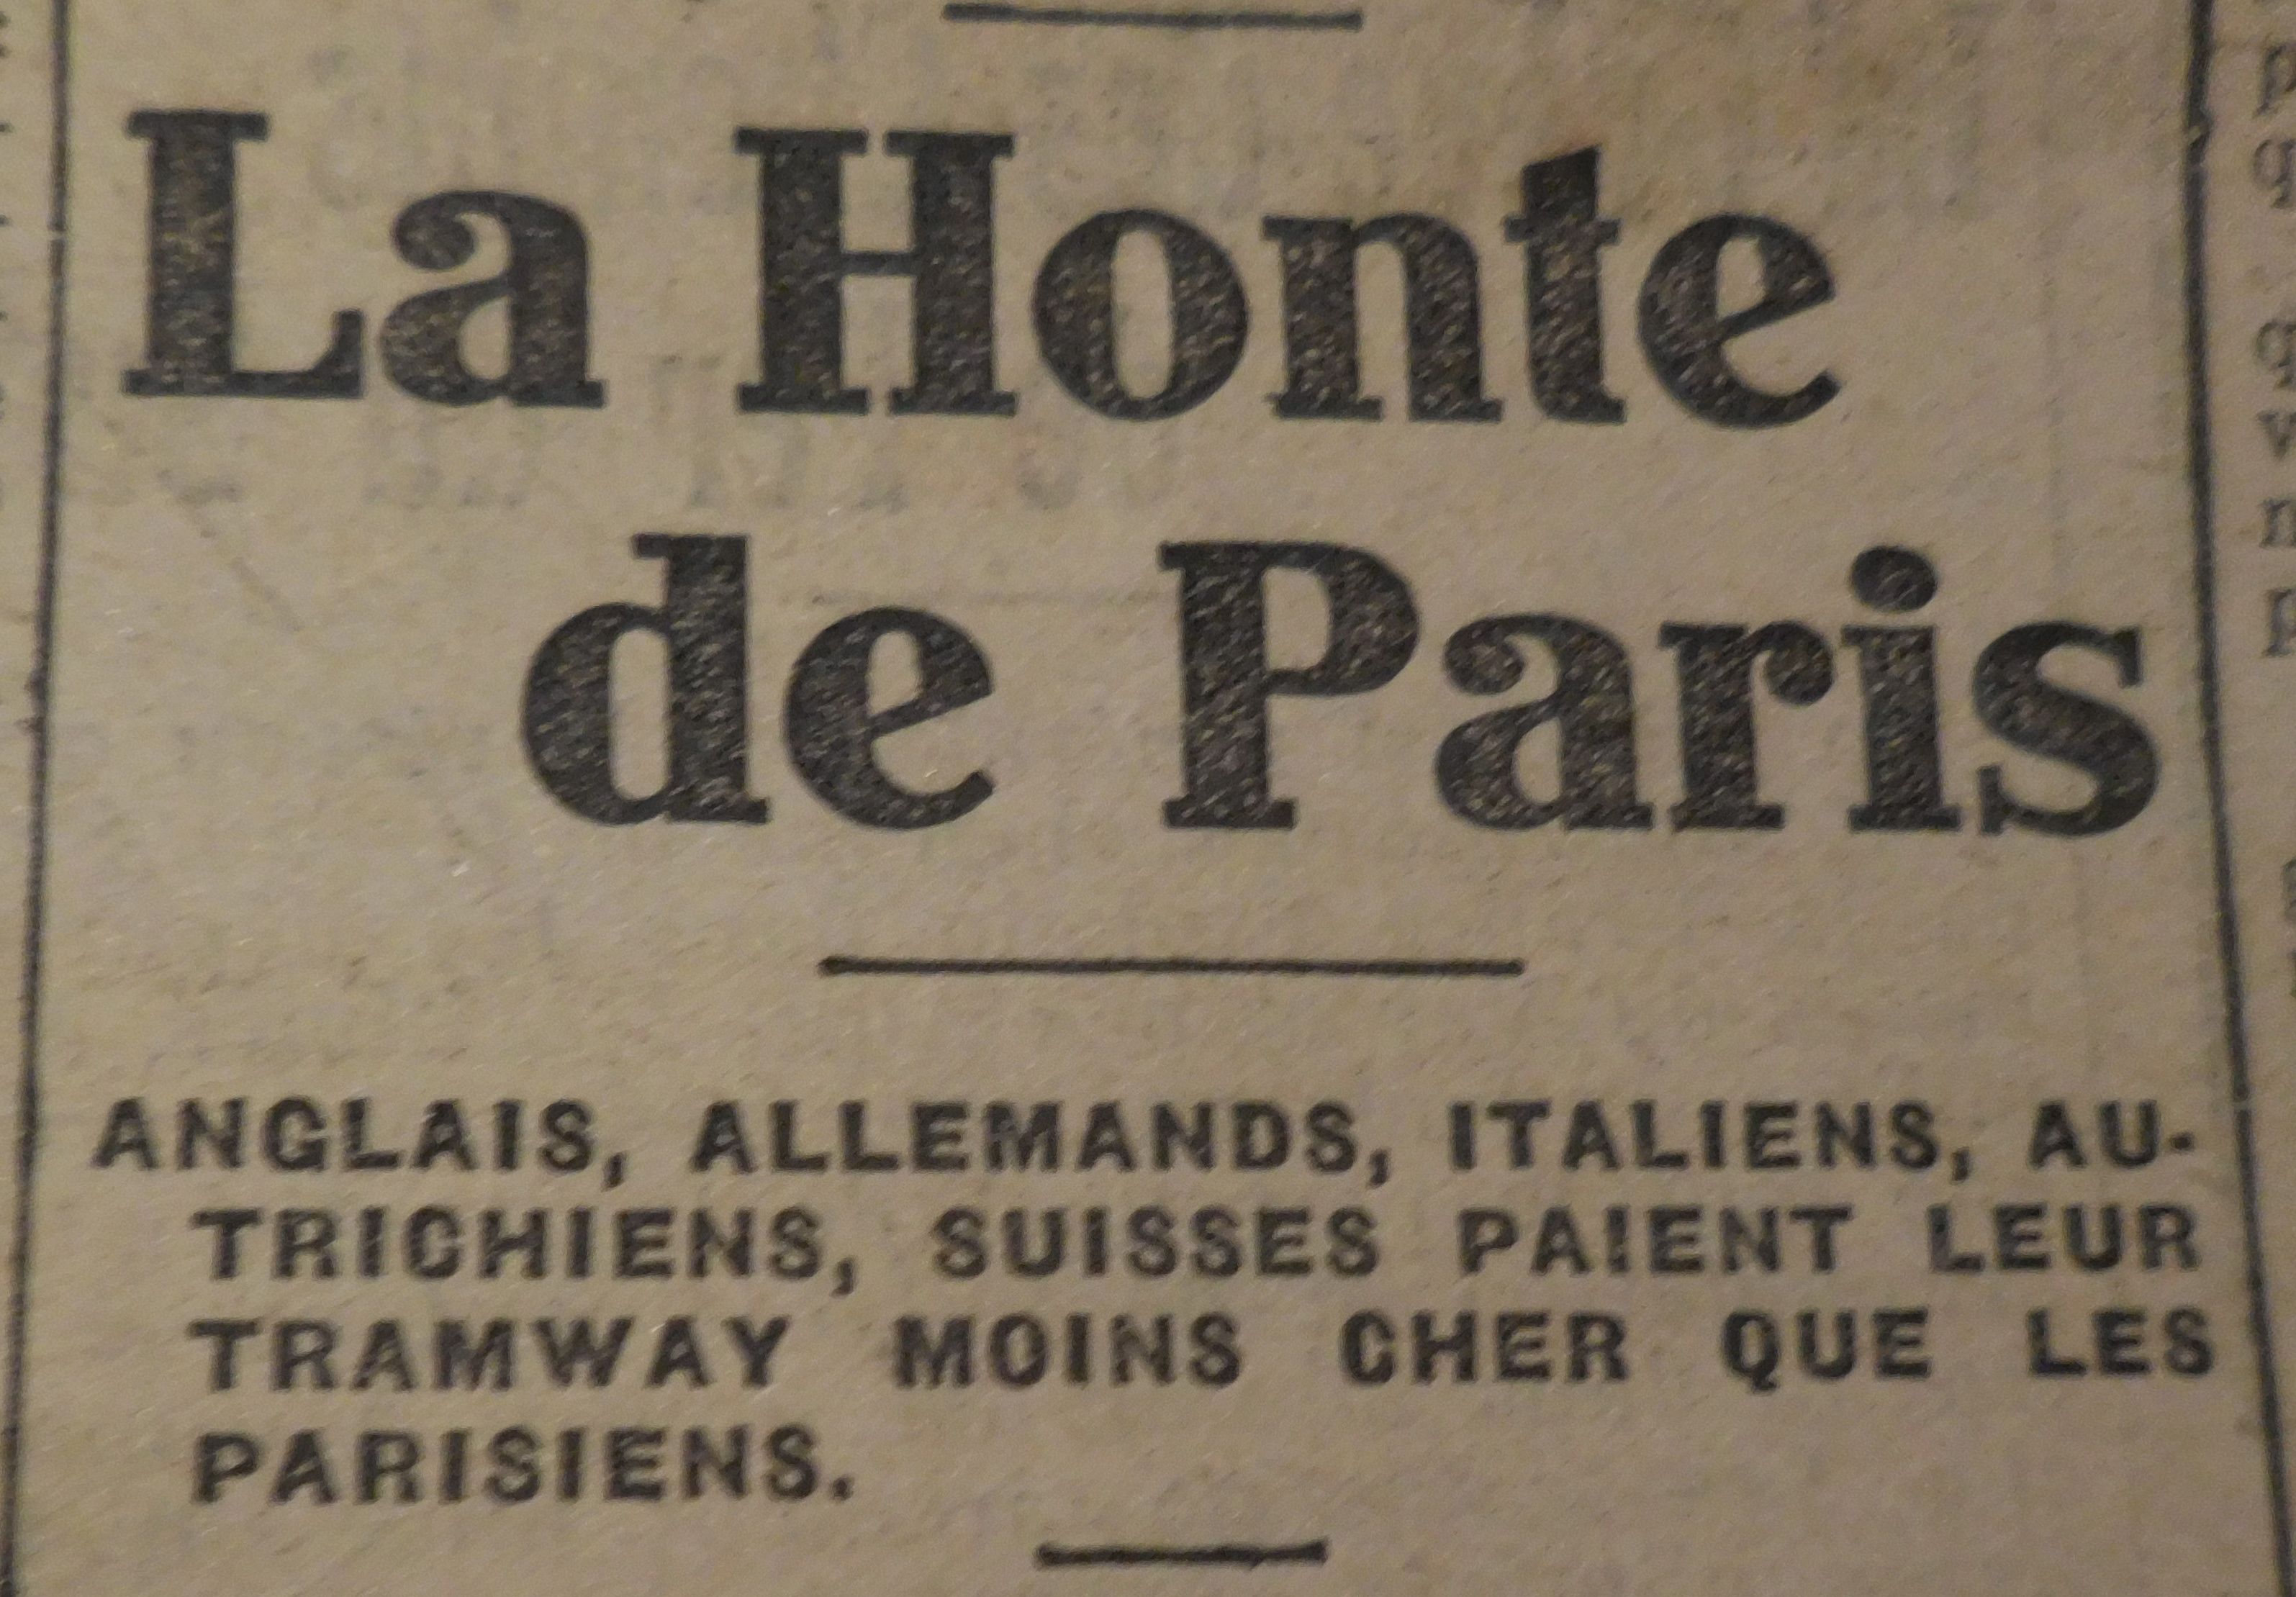 La Honte
de Paris
ANGLAIS, ALLEMANDS, ITALIENS, AU-
TRICHIENS, SUISSES PAIENT LEUR
TRAMWAY MOINS CHER QUE LES
PARISIENS.